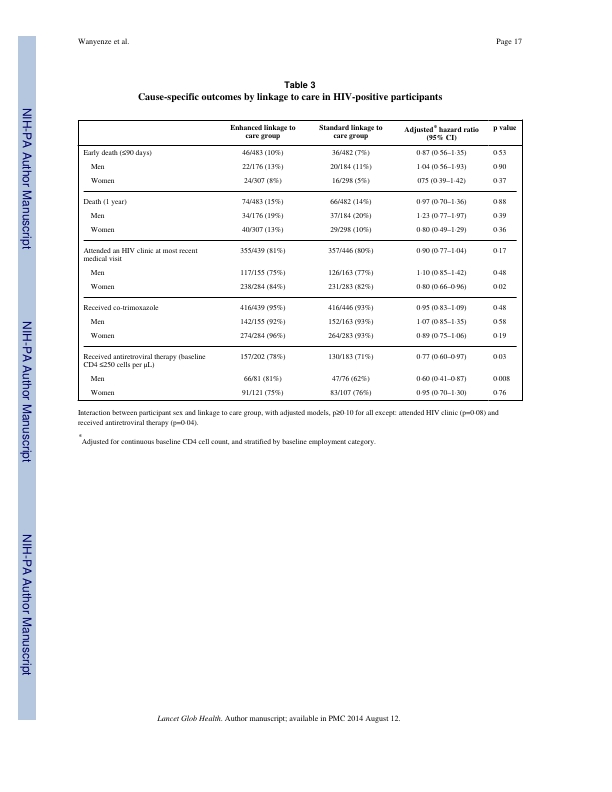 Wanyenze et al. Page 17
NIH-PA Author Manuscript
NIH-PA Author Manuscript
NIH-PA Author Manuscript
Table 3
Cause-specific outcomes by linkage to care in HIV-positive participants
Enhanced linkage to care group Standard linkage to care group Adjusted* hazard ratio (95% CI) p value
Early death (≤90 days) 46/483 (10%) 36/482 (7%) 0·87 (0·56–1·35) 0·53
Men 22/176 (13%) 20/184 (11%) 1·04 (0·56–1·93) 0·90
Women 24/307 (8%) 16/298 (5%) 075 (0·39–1·42) 0·37
Death (1 year) 74/483 (15%) 66/482 (14%) 0·97 (0·70–1·36) 0·88
Men 34/176 (19%) 37/184 (20%) 1·23 (0·77–1·97) 0·39
Women 40/307 (13%) 29/298 (10%) 0·80 (0·49–1·29) 0·36
Attended an HIV clinic at most recent 355/439 (81%) 357/446 (80%) 0·90 (0·77–1·04) 0·17
medical visit
Men 117/155 (75%) 126/163 (77%) 1·10 (0·85–1·42) 0·48
Women 238/284 (84%) 231/283 (82%) 0·80 (0·66–0·96) 0·02
Received co-trimoxazole 416/439 (95%) 416/446 (93%) 0·95 (0·83–1·09) 0·48
Men 142/155 (92%) 152/163 (93%) 1·07 (0·85–1·35) 0·58
Women 274/284 (96%) 264/283 (93%) 0·89 (0·75–1·06) 0·19
Received antiretroviral therapy (baseline 157/202 (78%) 130/183 (71%) 0·77 (0·60–0·97) 0·03
CD4 ≤250 cells per μL)
Men 66/81 (81%) 47/76 (62%) 0·60 (0·41–0·87) 0·008
Women 91/121 (75%) 83/107 (76%) 0·95 (0·70–1·30) 0·76
Interaction between participant sex and linkage to care group, with adjusted models, p≥0·10 for all except: attended HIV clinic (p=0·08) and
received antiretroviral therapy (p=0·04).
*Adjusted for continuous baseline CD4 cell count, and stratified by baseline employment category.
Lancet Glob Health. Author manuscript; available in PMC 2014 August 12.